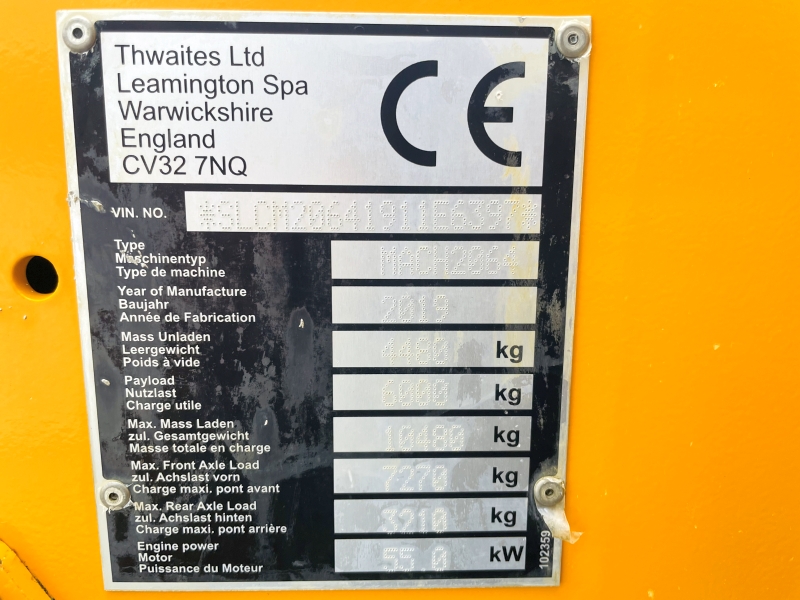 Thwaites Ltd
Leamington Spa
Warwickshire
England
CV32 7NQ
CE
VIN. NO. #SLCM20641911E6397#
Type
Maschinentyp
Type de machine
MACH2064
Year of Manufacture
Baujahr
Année de Fabrication
2019
Mass Unladen
Leergewicht
Poids à vide
4480 kg
Payload
Nutzlast
Charge utile
6000 kg
Max. Mass Laden
zul. Gesamtgewicht
Masse totale en charge
10480 kg
Max. Front Axle Load
zul. Achslast vorn
Charge maxi. pont avant
7270 kg
Max. Rear Axle Load
zul. Achslast hinten
Charge maxi. pont arrière
3210 kg
Engine power
Motor
Puissance du Moteur
55.0 kW
102359